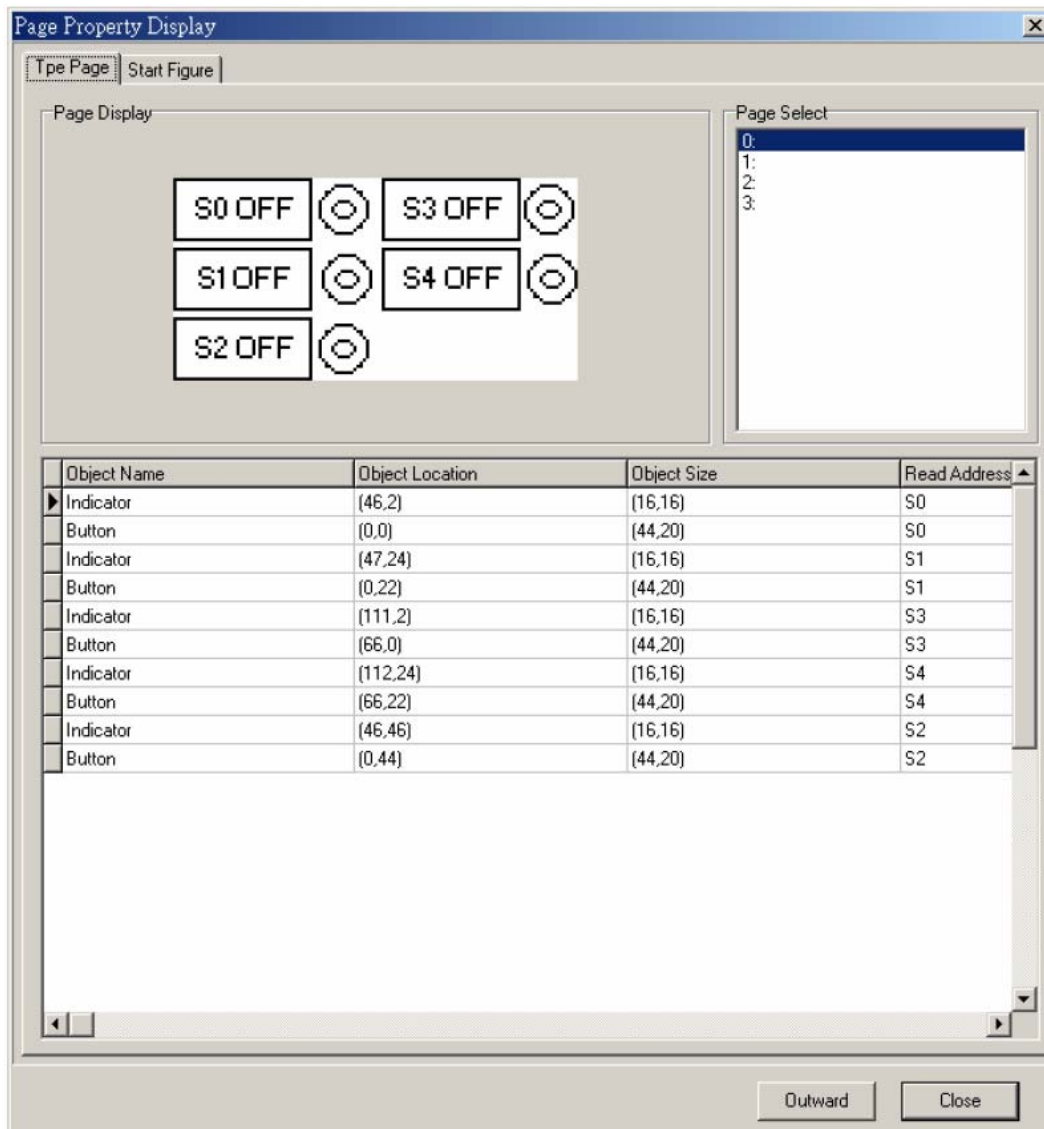 Page Property Display
Tpe Page Start Figure
Page Display
Page Select
S0 OFF S3 OFF
S1 OFF S4 OFF
S2 OFF
0:
1:
2:
3:
Object Name Object Location Object Size Read Address
Indicator (46,2) (16,16) S0
Button (0,0) (44,20) S0
Indicator (47,24) (16,16) S1
Button (0,22) (44,20) S1
Indicator (111,2) (16,16) S3
Button (66,0) (44,20) S3
Indicator (112,24) (16,16) S4
Button (66,22) (44,20) S4
Indicator (46,46) (16,16) S2
Button (0,44) (44,20) S2
Outward Close